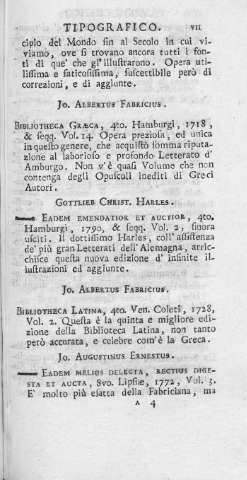 TIPOGRAFICO. VII
cipio del Mondo fin al Secolo in cui vi-
viamo, ove si trovano ancora tutti i fon-
ti di que' che gl'illustrarono. Opera uti-
lissima e faticosissima, suscettibile però di
correzioni, e di aggiunte.
JO. ALBERTUS FABRICIUS.
BIBLIOTHECA GRÆCA, 4to. Hamburgi, 1718,
& seqq. Vol. 14. Opera preziosa, ed unica
in questo genere, che acquistò somma riputa-
zione al laborioso e profondo Letterato d'
Amburgo. Non v'è quasi Volume che non
contenga degli Opuscoli inediti di Greci
Autori.
GOTTLIEB CHRIST. HARLES.
—— EADEM EMENDATIOR ET AUCTIOR, 4to,
Hamburgi, 1790, & seqq. Vol. 2, finora
usciti. Il dottissimo Harles, coll'assistenza
de' più gran Letterati dell'Alemagna, arric-
chisce questa nuova edizione d' infinite il-
lustrazioni ed aggiunte.
JO. ALBERTUS FABRICIUS.
BIBLIOTHECA LATINA, 4to. Ven. Coleti, 1728,
Vol. 2. Questa è la quinta e migliore edi-
zione della Biblioteca Latina, non tanto
però accurata, e celebre com'è la Greca.
JO. AUGUSTINUS ERNESTUS.
—— EADEM MELIUS DELECTA, RECTIUS DIGE-
STA ET AUCTA, 8vo. Lipsiæ, 1772, Vol. 3.
E' molto più esatta della Fabriciana, ma
A 4